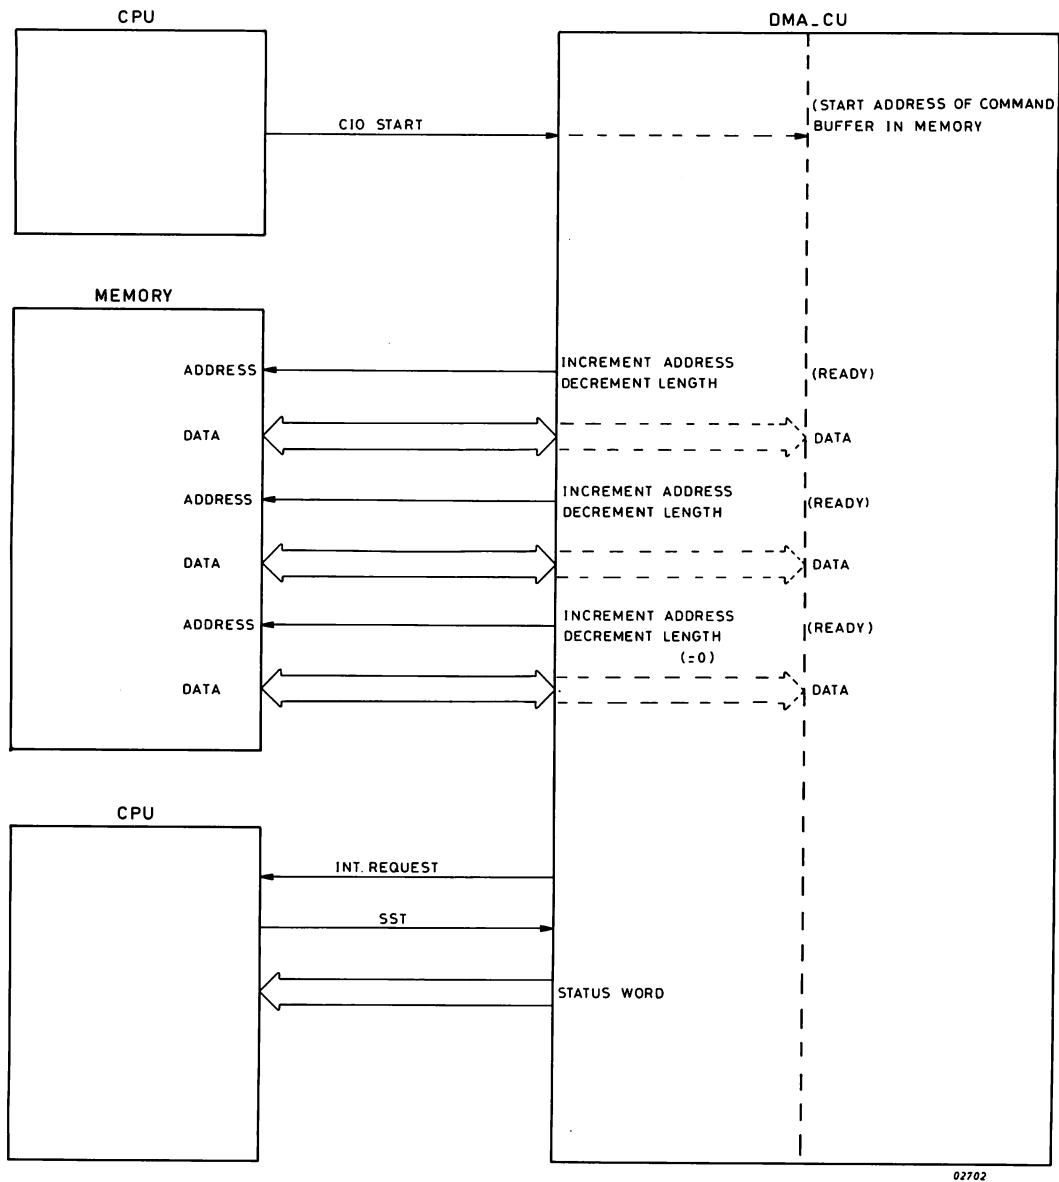 CPU
DMA_CU
(START ADDRESS OF COMMAND
BUFFER IN MEMORY
CIO START
MEMORY
ADDRESS
INCREMENT ADDRESS
DECREMENT LENGTH
(READY)
DATA
DATA
ADDRESS
INCREMENT ADDRESS
DECREMENT LENGTH
(READY)
DATA
DATA
ADDRESS
INCREMENT ADDRESS
DECREMENT LENGTH
(=0)
(READY)
DATA
DATA
CPU
INT. REQUEST
SST
STATUS WORD
02702